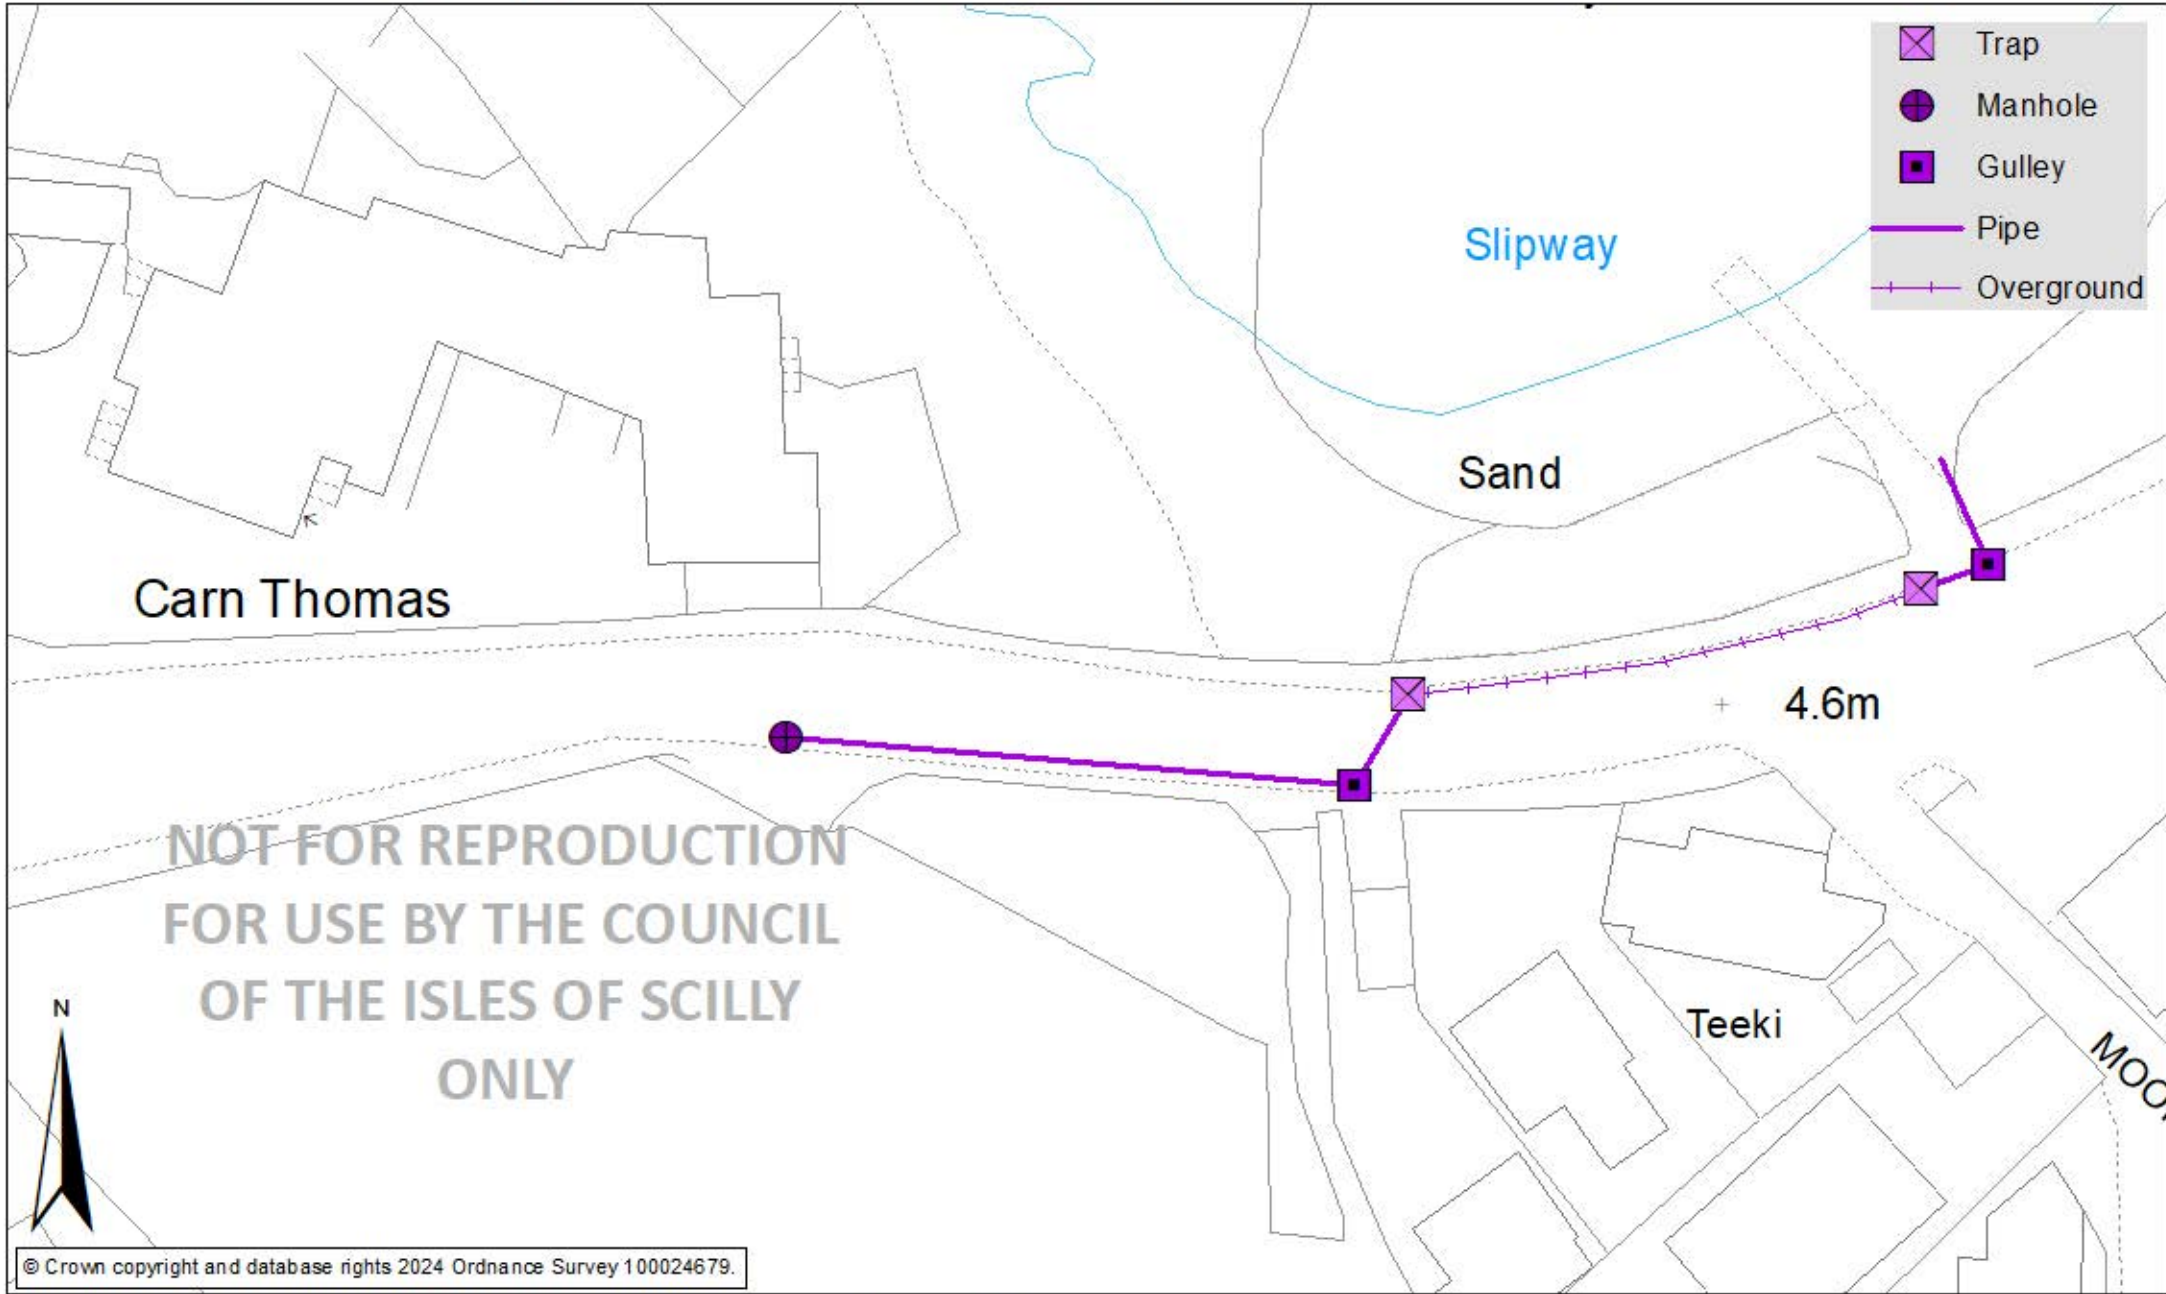 Trap
Manhole
Gulley
Pipe
Overground
Slipway
Sand
Carn Thomas
4.6m
NOT FOR REPRODUCTION
FOR USE BY THE COUNCIL
OF THE ISLES OF SCILLY
ONLY
N
Teeki
© Crown copyright and database rights 2024 Ordnance Survey 100024679.